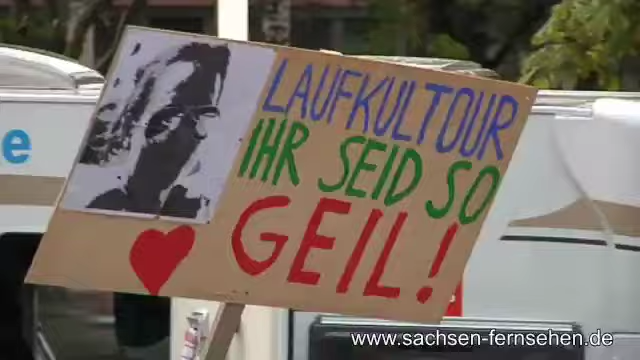 LAUFKULTOUR
IHR SEID SO
GEIL!
e
www.sachsen-fernsehen.de